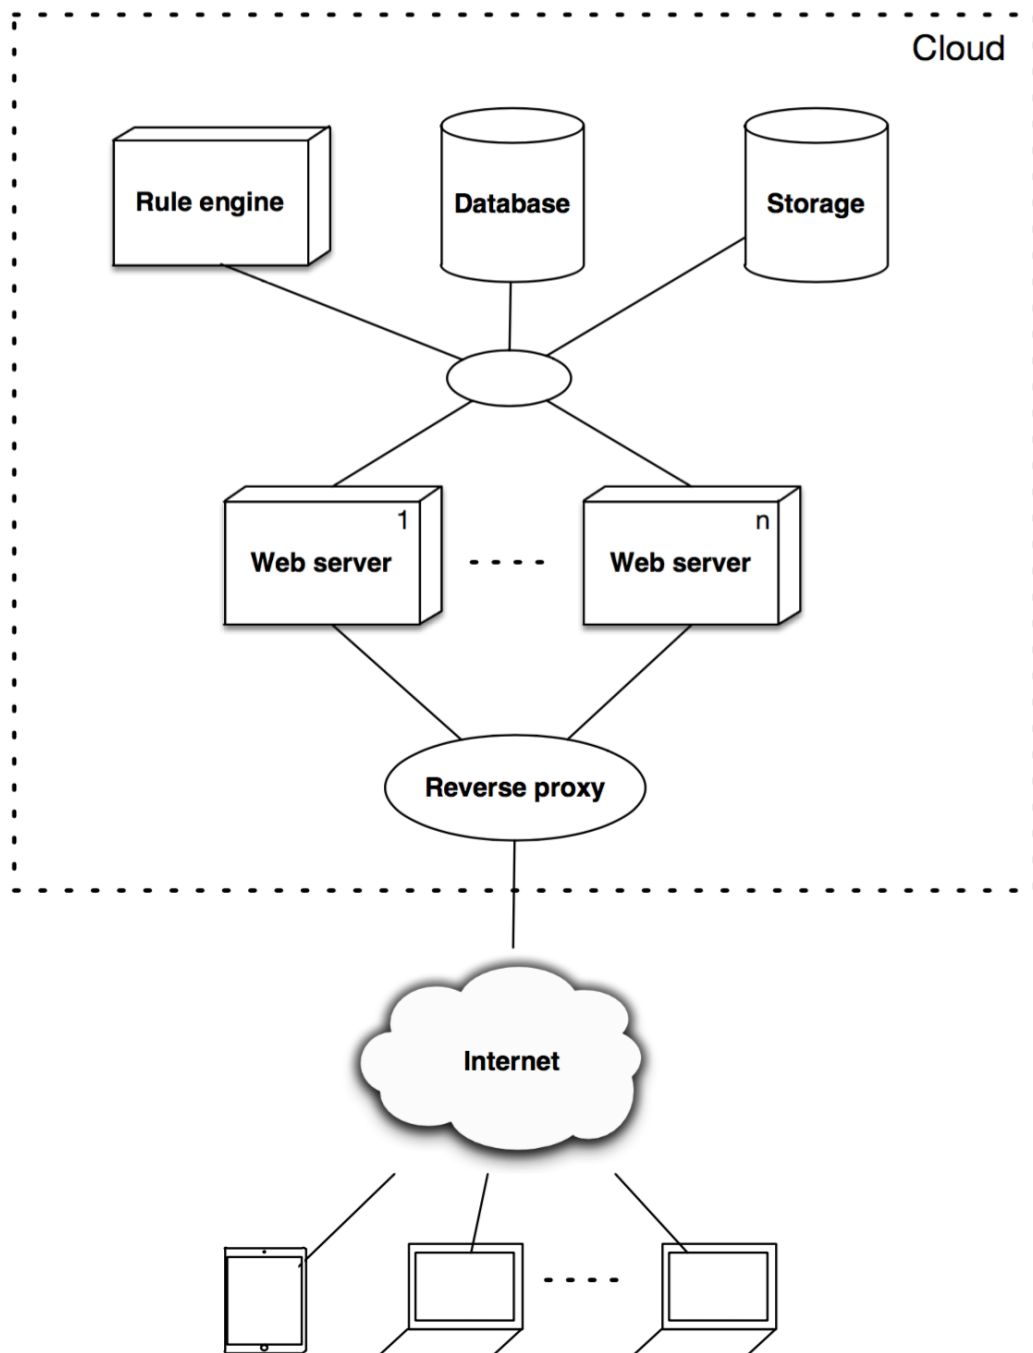 Cloud
Rule engine
Database
Storage
1
Web server
n
Web server
Reverse proxy
Internet